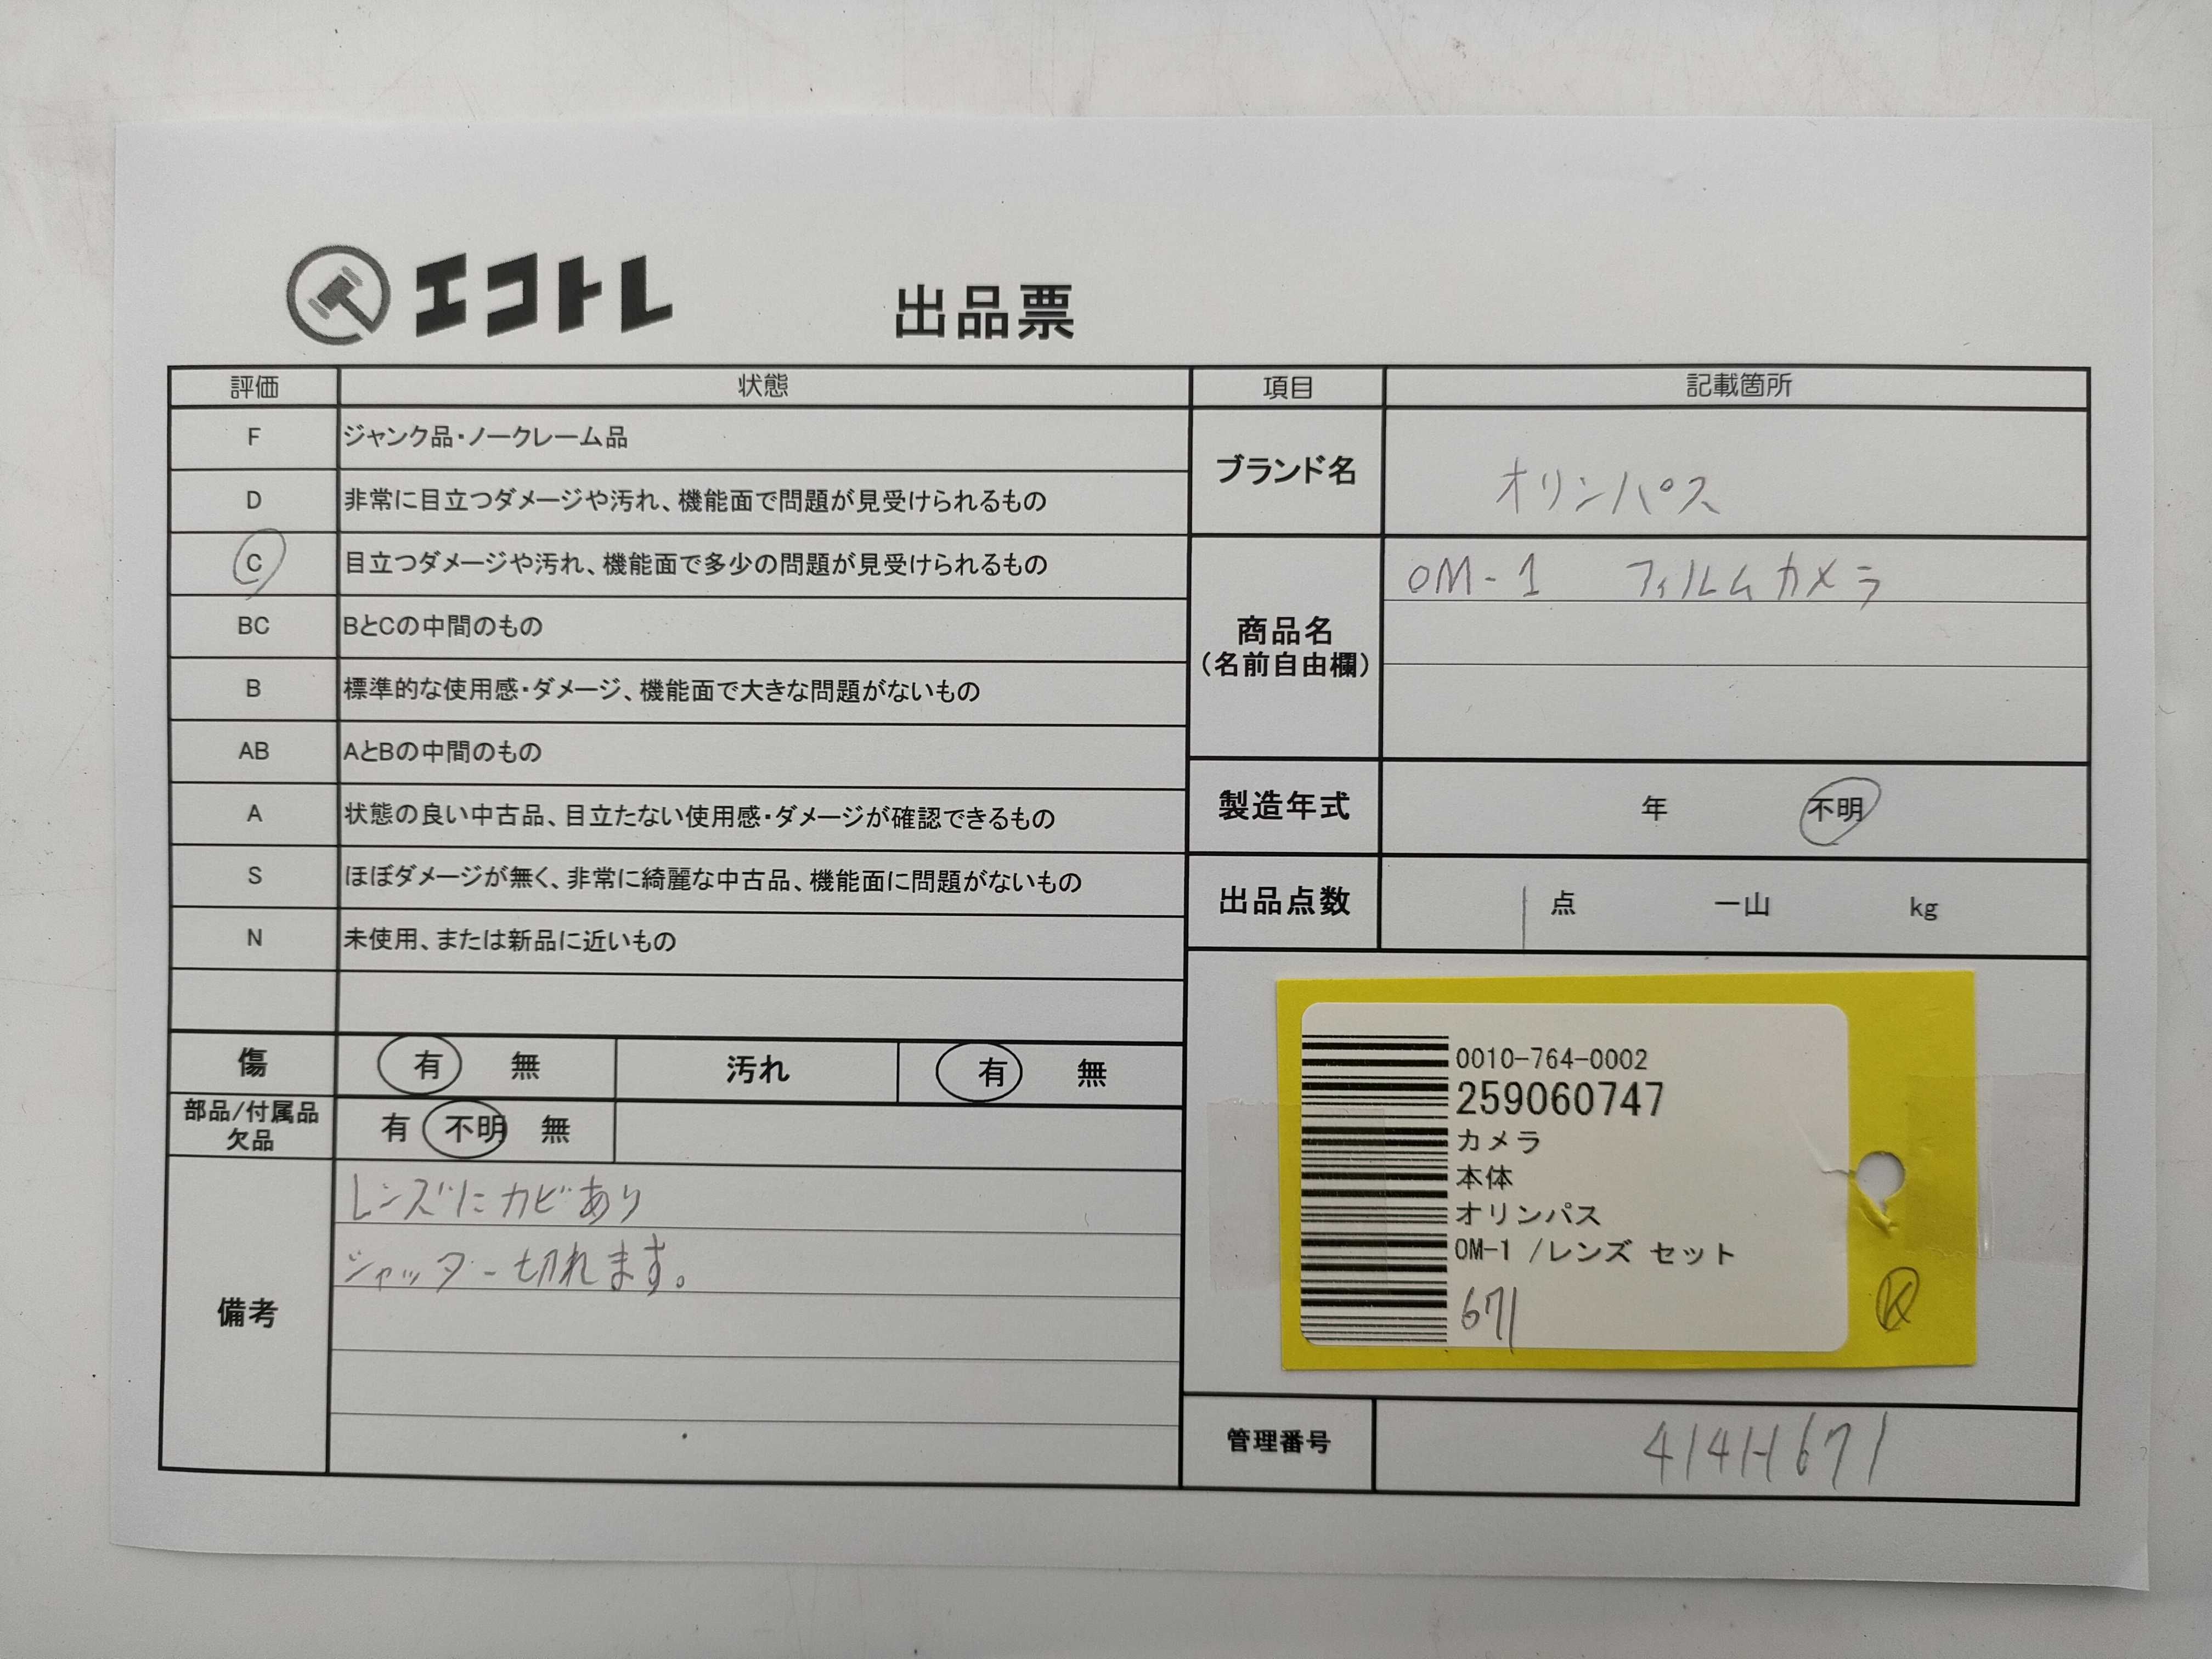 エコトレ 出品票
評価 状態
F ジャンク品・ノークレーム品
D 非常に目立つダメージや汚れ、機能面で問題が見受けられるもの
C 目立つダメージや汚れ、機能面で多少の問題が見受けられるもの
BC BとCの中間のもの
B 標準的な使用感・ダメージ、機能面で大きな問題がないもの
AB AとBの中間のもの
A 状態の良い中古品、目立たない使用感・ダメージが確認できるもの
S ほぼダメージが無く、非常に綺麗な中古品、機能面に問題がないもの
N 未使用、または新品に近いもの
傷 有 無 汚れ 有 無
部品/付属品
欠品
有 不明 無
備考
レンズにカビあり
シャッター切れます。
項目 記載箇所
ブランド名 オリンパス
商品名
(名前自由欄)
OM-1 フィルムカメラ
製造年式 年 不明
出品点数 1 点 一山 kg
0010-764-0002
259060747
カメラ
本体
オリンパス
OM-1 /レンズ セット
671
K
管理番号 414H671